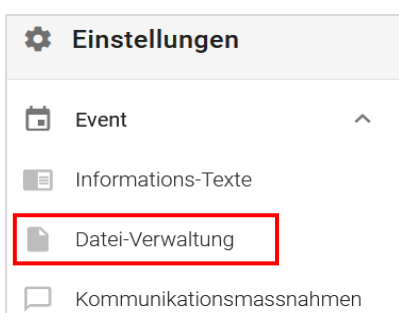 Einstellungen
Event
Informations-Texte
Datei-Verwaltung
Kommunikationsmassnahmen